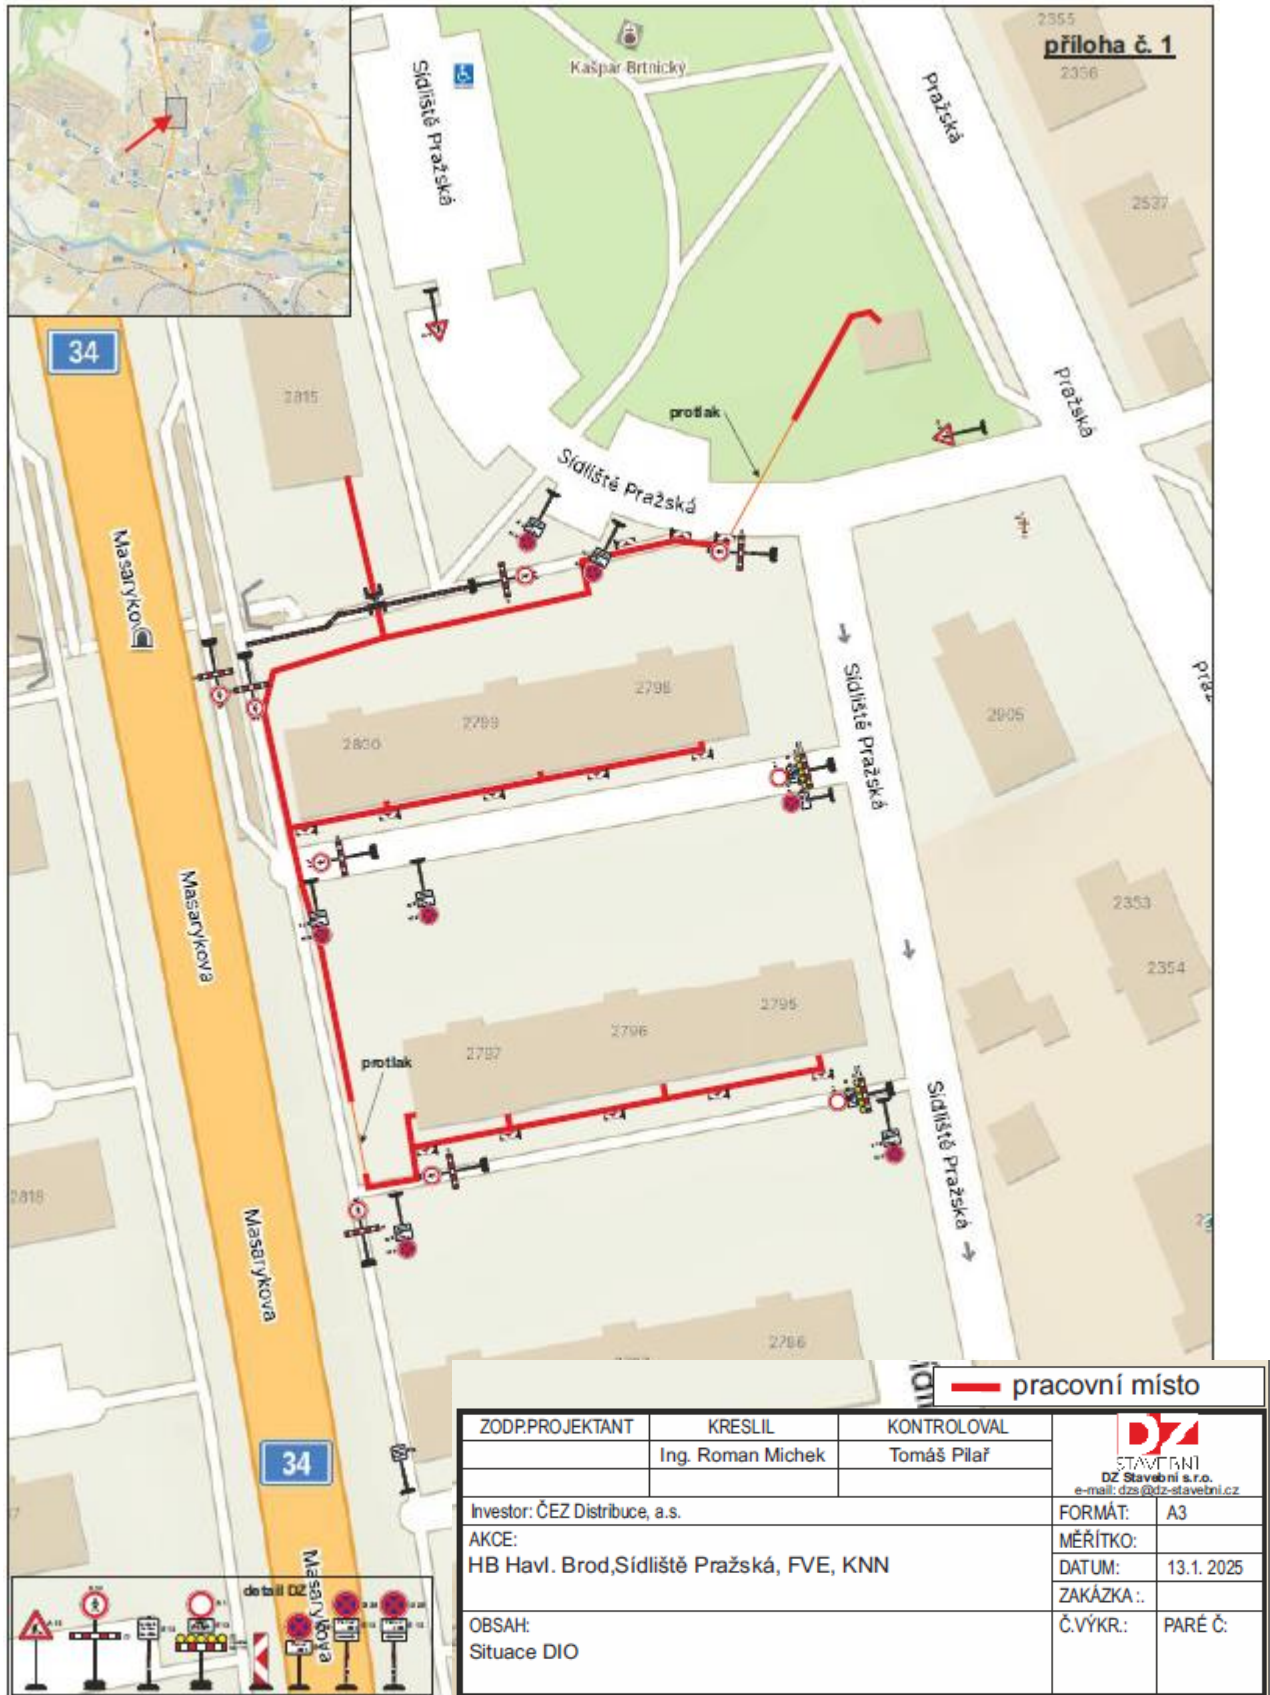 příloha č. 1
2355
2356
Kašpar Brtnický
Sídliště Pražská
Pražská
2537
34
2815
protlak
Pražská
Sídliště Pražská
Masarykova
2798
2799
2800
Sídliště Pražská
2905
Masarykova
2353
2354
2795
2796
2797
protlak
Sídliště Pražská
2818
Masarykova
2786
34
Masarykova
detail DZ
pracovní místo
ZODP.PROJEKTANT
KRESLIL
KONTROLOVAL
Ing. Roman Michek
Tomáš Pilař
DZ
STAVEBNÍ
DZ Stavební s.r.o.
e-mail: dzs@dz-stavebni.cz
Investor: ČEZ Distribuce, a.s.
FORMÁT: A3
AKCE:
MĚŘÍTKO:
HB Havl. Brod,Sídliště Pražská, FVE, KNN
DATUM: 13.1. 2025
ZAKÁZKA :.
OBSAH:
Č.VÝKR.: PARÉ Č:
Situace DIO